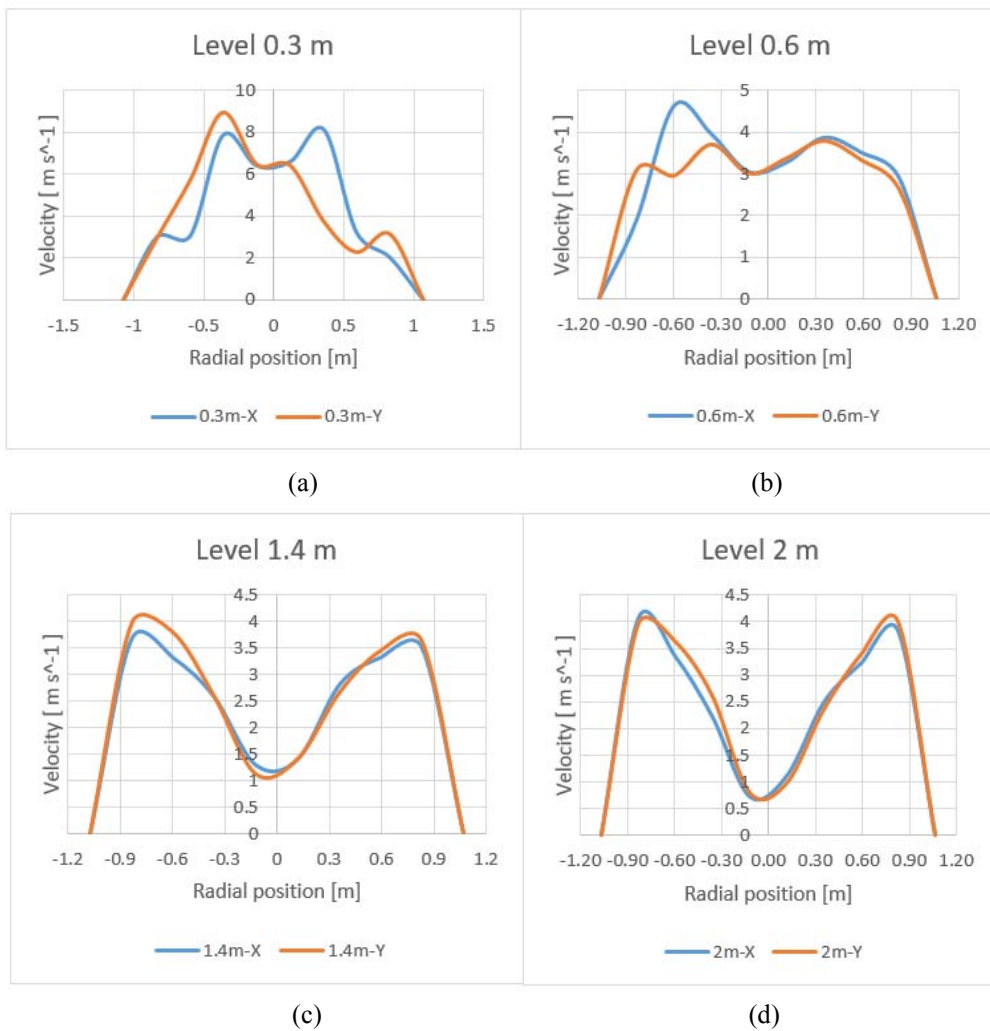 Level 0.3 m
Velocity [ m s^-1 ]
10
8
6
4
2
0
-1.5 -1 -0.5 0 0.5 1 1.5
Radial position [m]
0.3m-X 0.3m-Y
(a)
Level 0.6 m
Velocity [ m s^-1 ]
5
4
3
2
1
0
-1.20 -0.90 -0.60 -0.30 0.00 0.30 0.60 0.90 1.20
Radial position [m]
0.6m-X 0.6m-Y
(b)
Level 1.4 m
Velocity [ m s^-1 ]
4.5
4
3.5
3
2.5
2
1.5
1
0.5
0
-1.2 -0.9 -0.6 -0.3 0 0.3 0.6 0.9 1.2
Radial position [m]
1.4m-X 1.4m-Y
(c)
Level 2 m
Velocity [ m s^-1 ]
4.5
4
3.5
3
2.5
2
1.5
1
0.5
0
-1.20 -0.90 -0.60 -0.30 0.00 0.30 0.60 0.90 1.20
Radial position [m]
2m-X 2m-Y
(d)